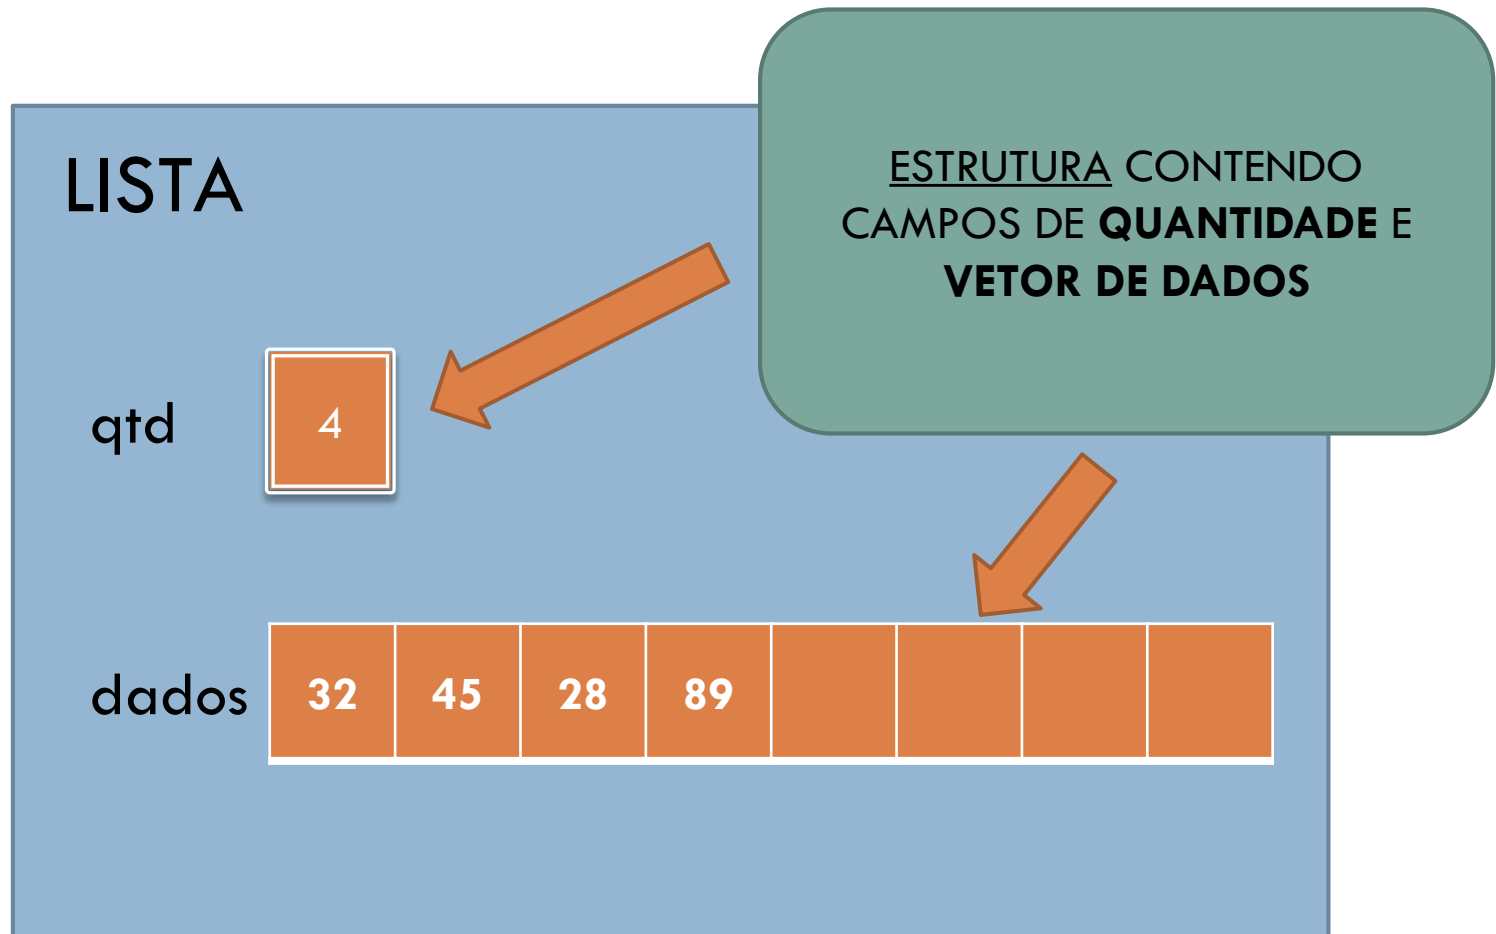 LISTA
ESTRUTURA CONTENDO
CAMPOS DE QUANTIDADE E
VETOR DE DADOS
qtd 4
dados 32 45 28 89